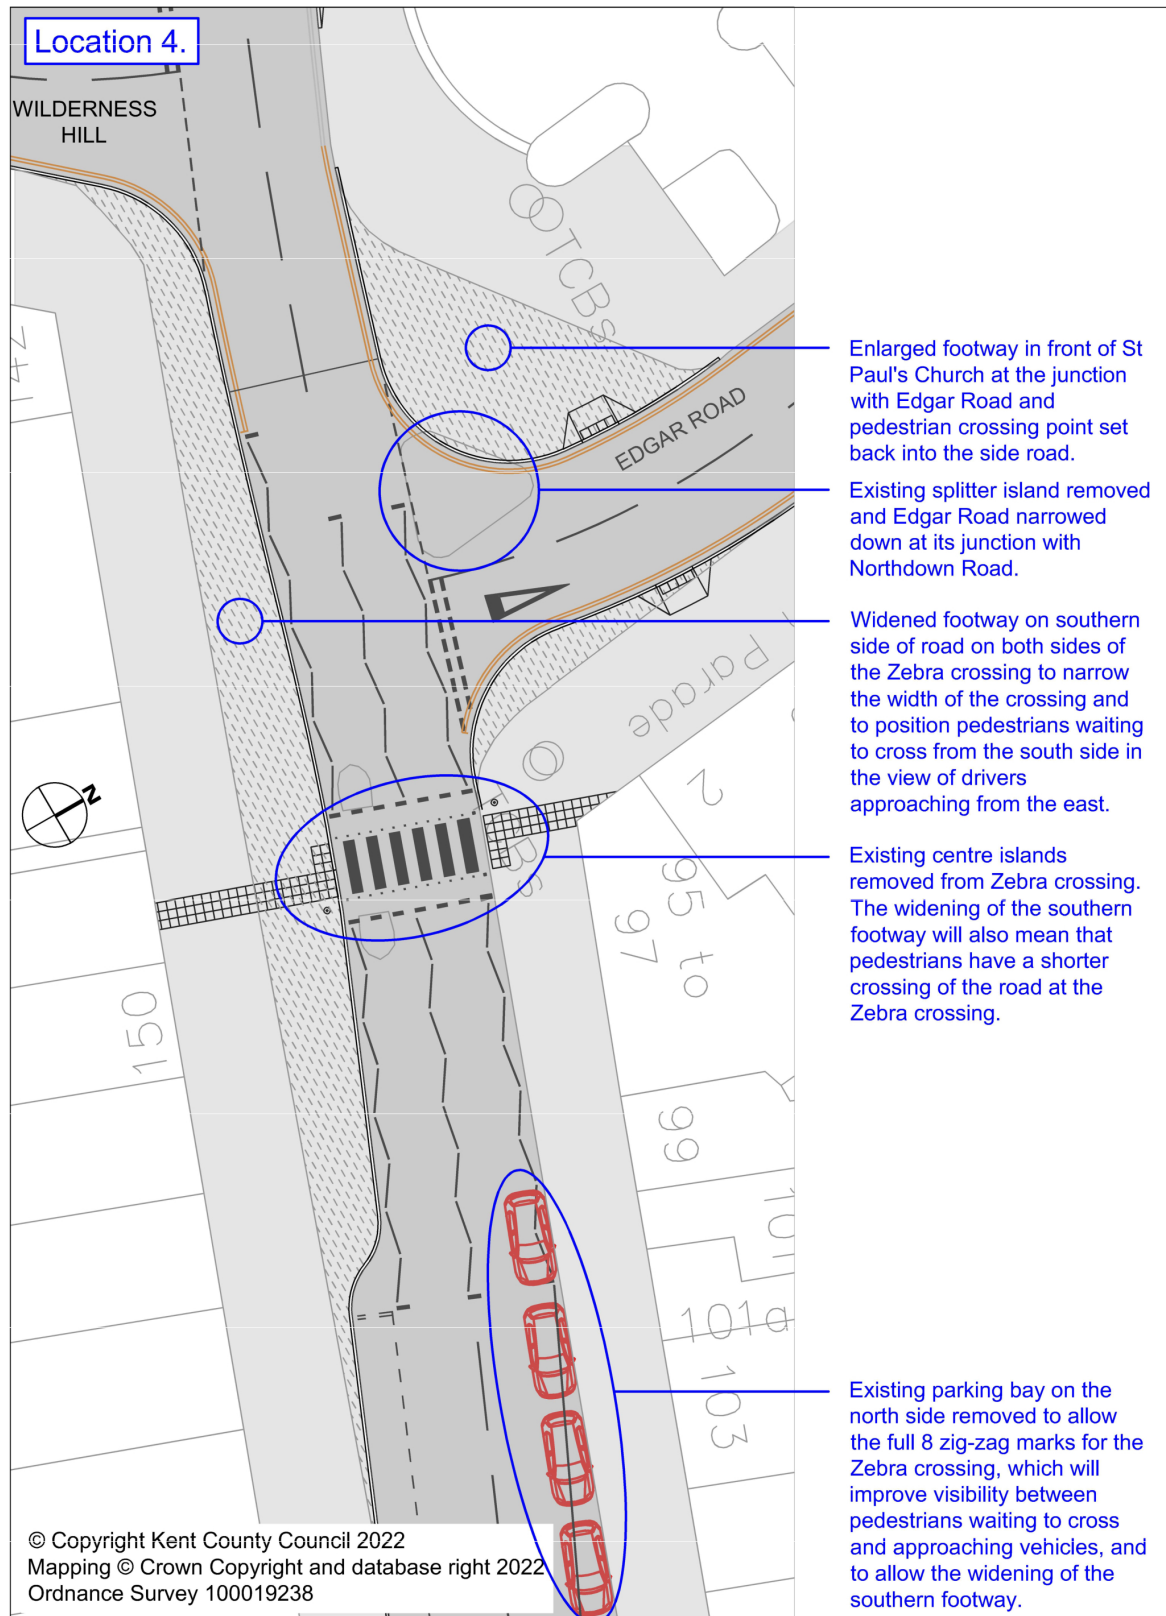 Location 4.
WILDERNESS
HILL
TCBS
EDGAR ROAD
Enlarged footway in front of St
Paul's Church at the junction
with Edgar Road and
pedestrian crossing point set
back into the side road.
Existing splitter island removed
and Edgar Road narrowed
down at its junction with
Northdown Road.
Widened footway on southern
side of road on both sides of
the Zebra crossing to narrow
the width of the crossing and
to position pedestrians waiting
to cross from the south side in
the view of drivers
approaching from the east.
Existing centre islands
removed from Zebra crossing.
The widening of the southern
footway will also mean that
pedestrians have a shorter
crossing of the road at the
Zebra crossing.
Existing parking bay on the
north side removed to allow
the full 8 zig-zag marks for the
Zebra crossing, which will
improve visibility between
pedestrians waiting to cross
and approaching vehicles, and
to allow the widening of the
southern footway.
Parade
N
2
95 to
97
150
99
101a
103
© Copyright Kent County Council 2022
Mapping © Crown Copyright and database right 2022
Ordnance Survey 100019238